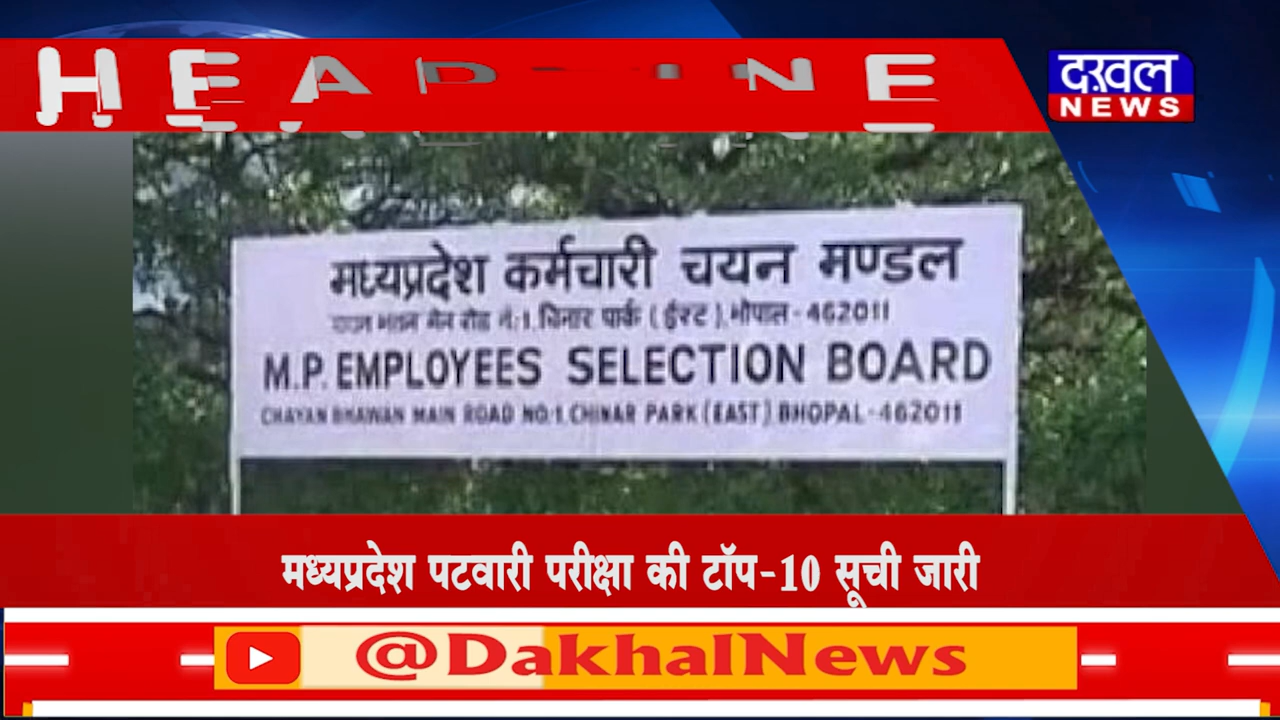 HEADLINE
दख़ल
NEWS
मध्यप्रदेश कर्मचारी चयन मण्डल
मेन रोड नं.1, चिनार पार्क (ईस्ट), भोपाल-462011
M.P. EMPLOYEES SELECTION BOARD
CHAYAN BHAWAN MAIN ROAD NO.1 CHINAR PARK (EAST) BHOPAL-462011
मध्यप्रदेश पटवारी परीक्षा की टॉप-10 सूची जारी
@DakhalNews